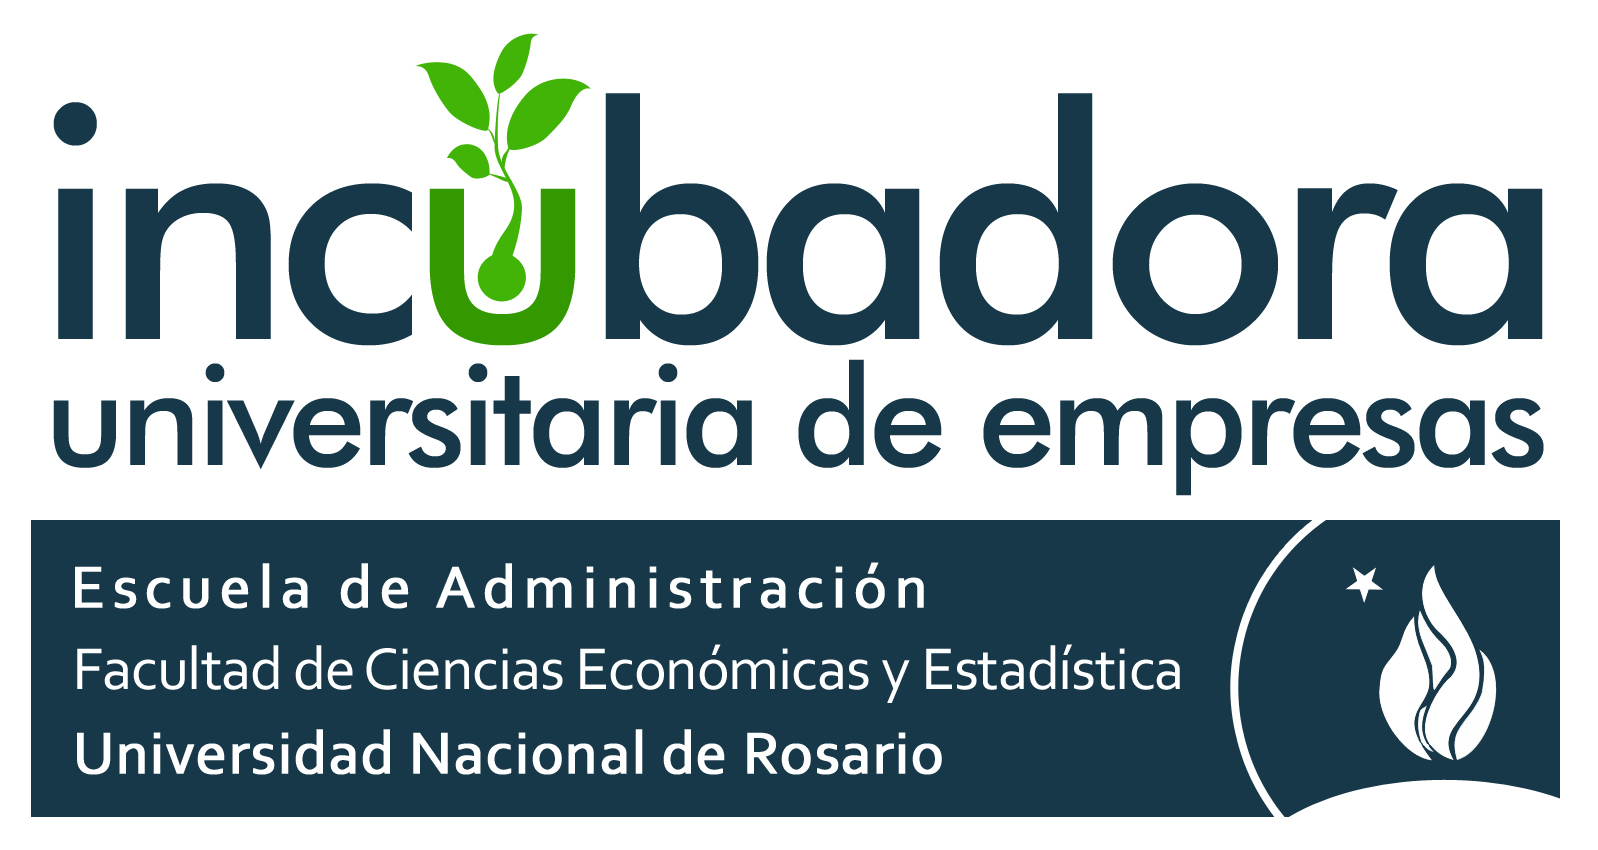 incubadora
universitaria de empresas
Escuela de Administración
Facultad de Ciencias Económicas y Estadística
Universidad Nacional de Rosario